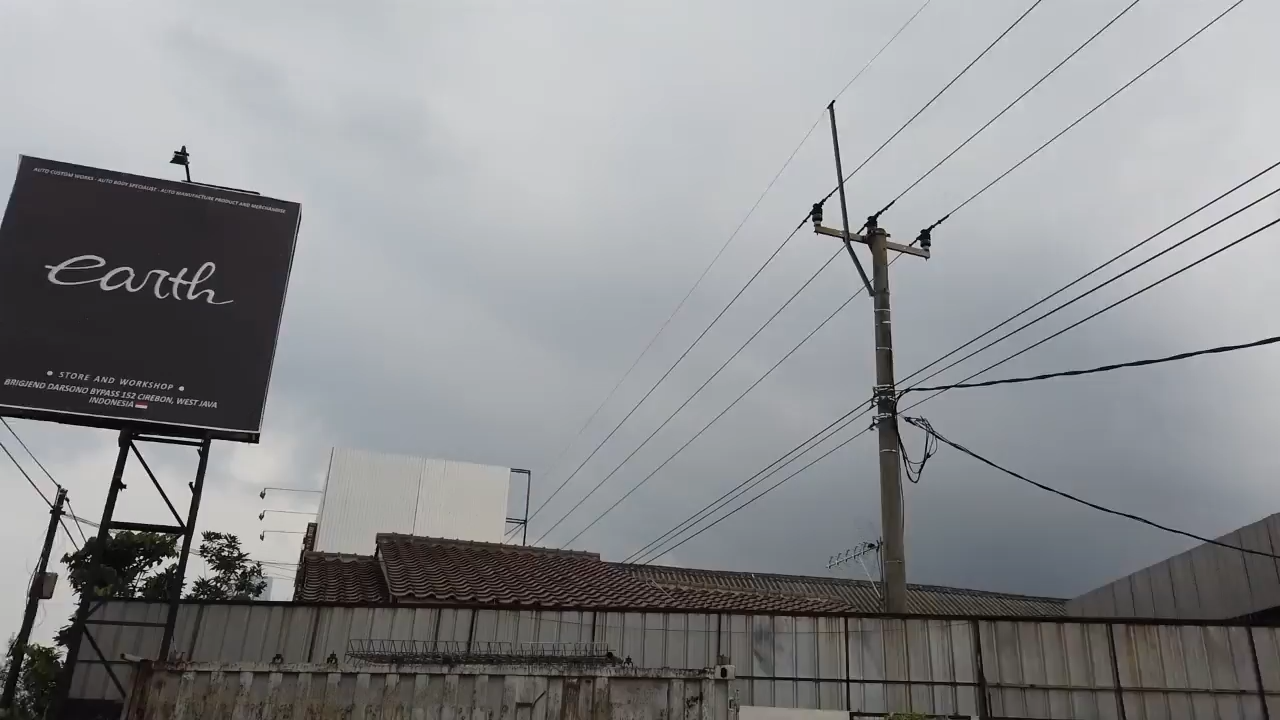 AUTO CUSTOM WORKS - AUTO BODY SPECIALIST - AUTO MANUFACTURE PRODUCT AND MERCHANDISE
earth
• STORE AND WORKSHOP •
BRIGJEND DARSONO BYPASS 152 CIREBON, WEST JAVA
INDONESIA